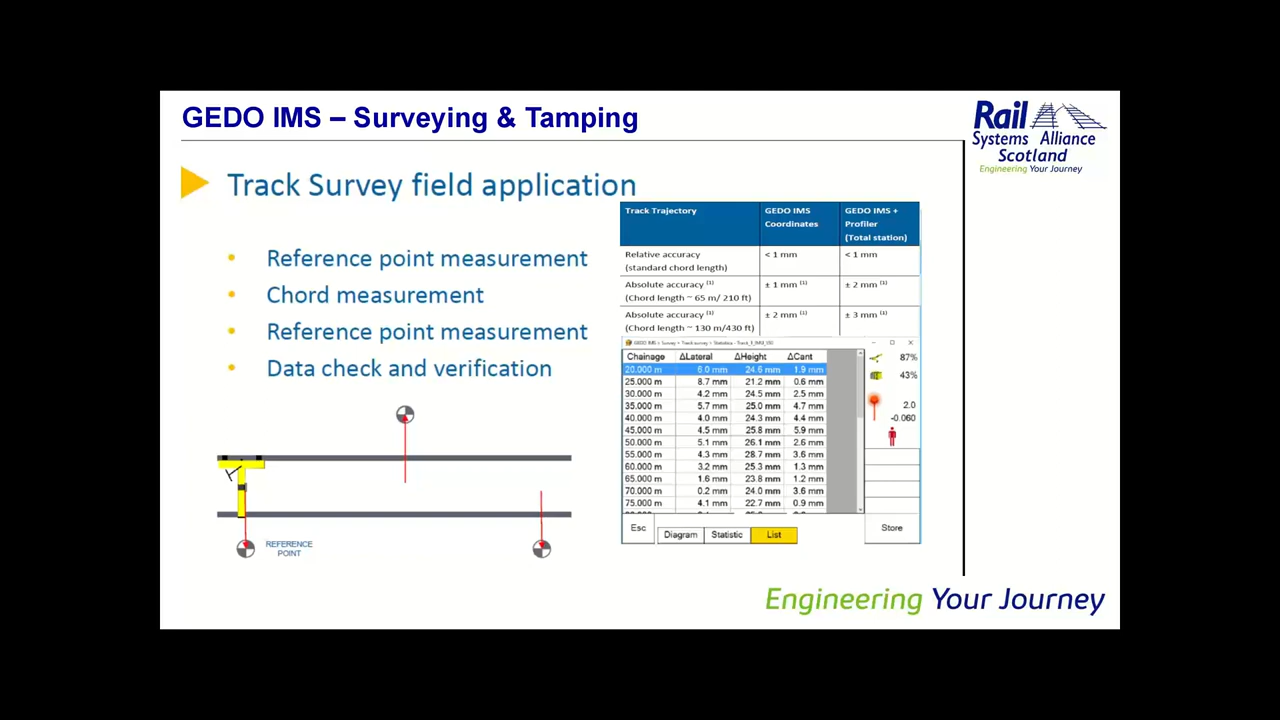 GEDO IMS – Surveying & Tamping
Rail
Systems Alliance
Scotland
Engineering Your Journey
Track Survey field application
• Reference point measurement
• Chord measurement
• Reference point measurement
• Data check and verification
Track Trajectory GEDO IMS Coordinates GEDO IMS + Profiler (Total station)
Relative accuracy (standard chord length) < 1 mm < 1 mm
Absolute accuracy (1) (Chord length ~ 65 m/ 210 ft) ± 1 mm (1) ± 2 mm (1)
Absolute accuracy (1) (Chord length ~ 130 m/430 ft) ± 2 mm (1) ± 3 mm (1)
GEDO IMS > Survey > Track survey > Statistics -
Chainage ΔLateral ΔHeight ΔCant
20.000 m 6.0 mm 24.6 mm 1.9 mm
25.000 m 8.7 mm 21.2 mm 0.6 mm
30.000 m 4.2 mm 24.5 mm 2.5 mm
35.000 m 5.7 mm 25.0 mm 4.7 mm
40.000 m 4.0 mm 24.3 mm 4.4 mm
45.000 m 4.5 mm 25.8 mm 5.9 mm
50.000 m 5.1 mm 26.1 mm 2.6 mm
55.000 m 4.3 mm 28.7 mm 3.6 mm
60.000 m 3.2 mm 25.3 mm 1.3 mm
65.000 m 1.6 mm 23.8 mm 1.2 mm
70.000 m 0.2 mm 24.0 mm 3.6 mm
75.000 m 4.1 mm 22.7 mm 0.9 mm
87%
43%
2.0
-0.060
Esc
Diagram
Statistic
List
Store
REFERENCE
POINT
Engineering Your Journey